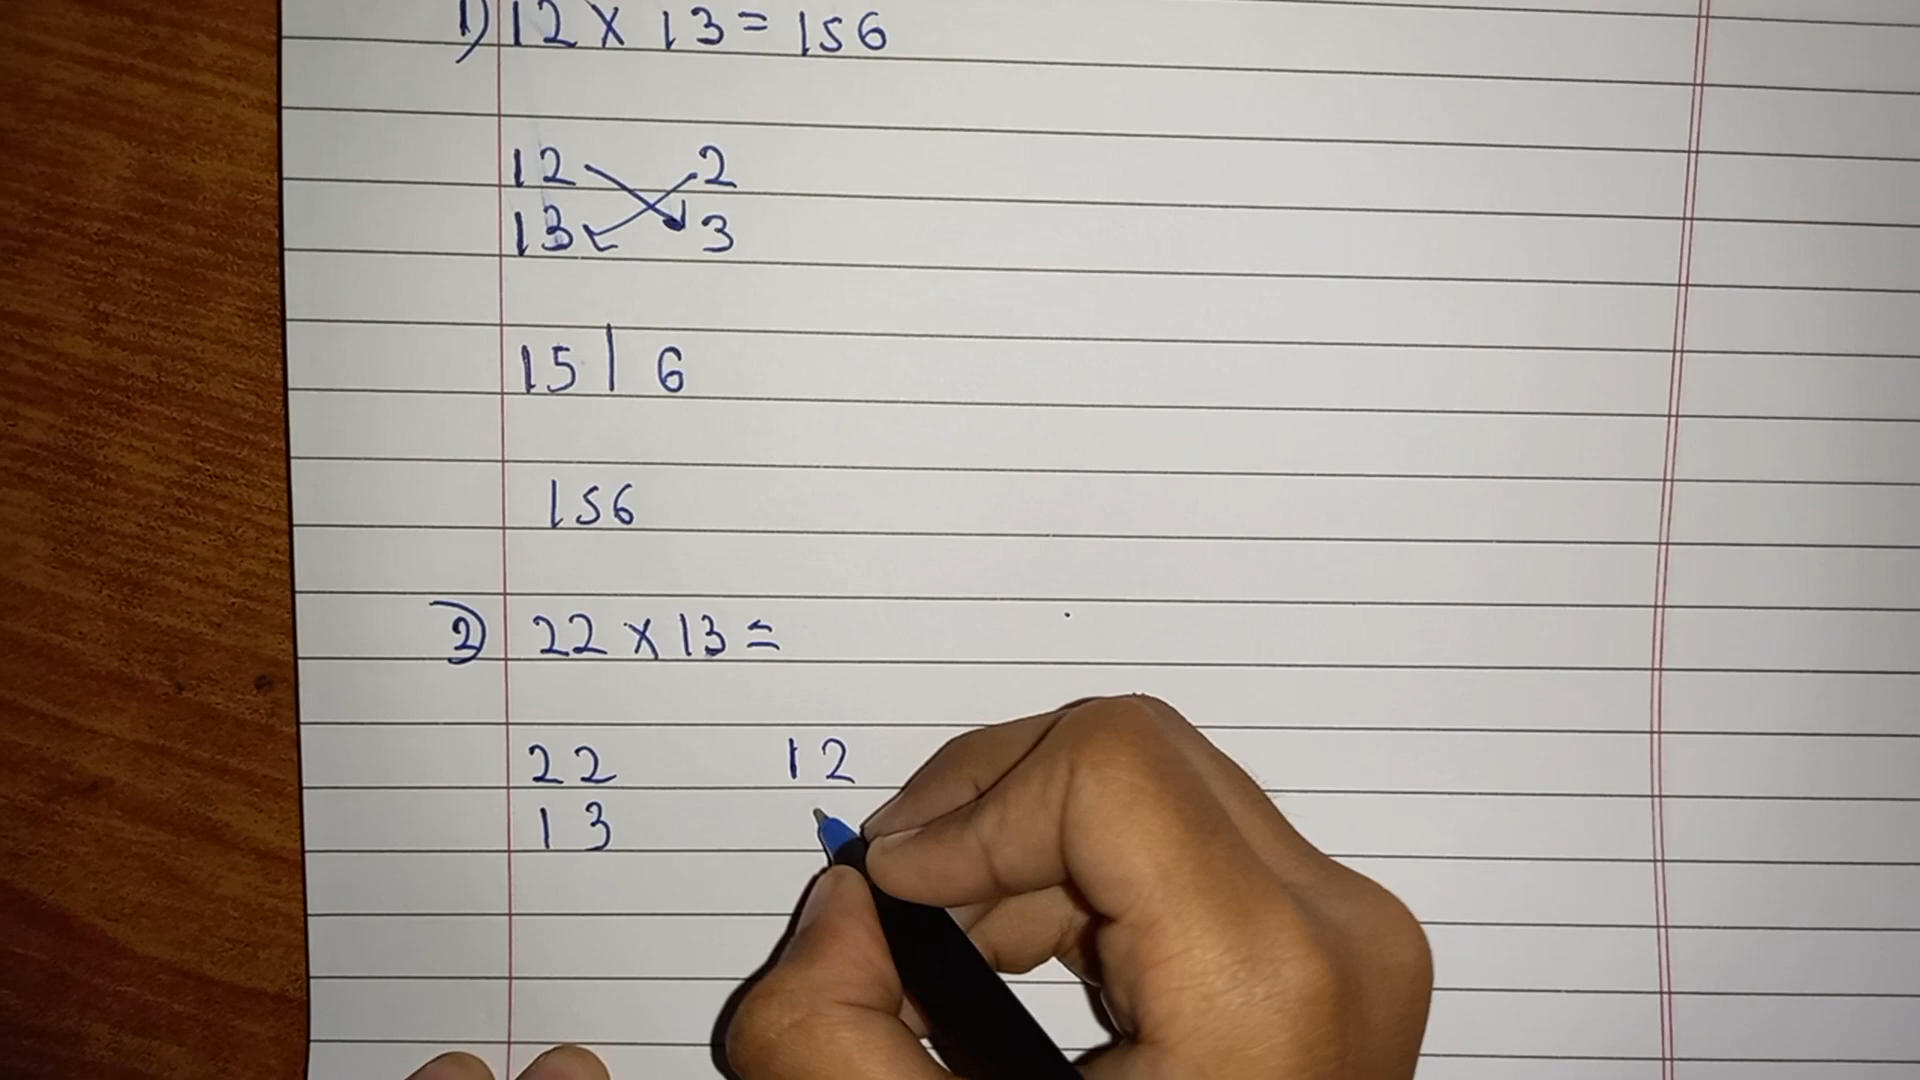 1) 12 x 13 = 156
12 2
13 3
15 | 6
156
2) 22 x 13 =
22 12
13